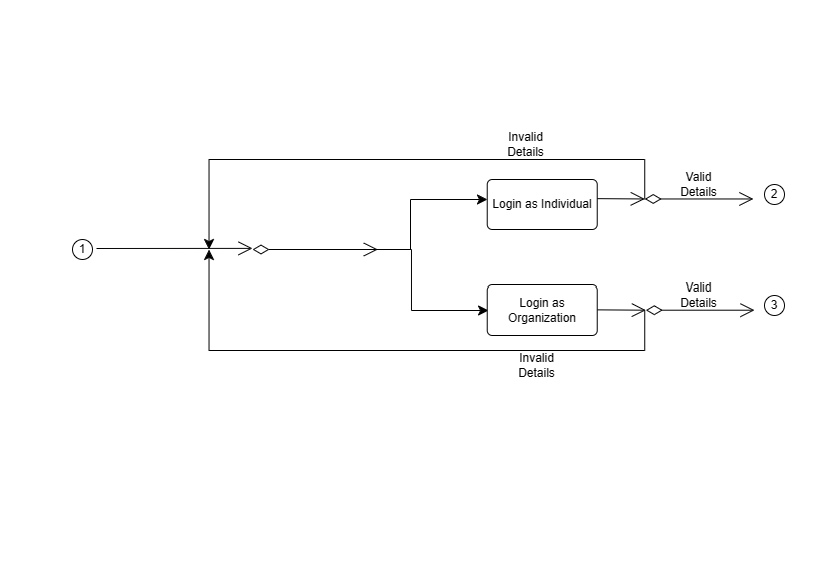 Invalid
Details
Valid
Details
2
Login as Individual
1
Login as
Organization
Valid
Details
3
Invalid
Details